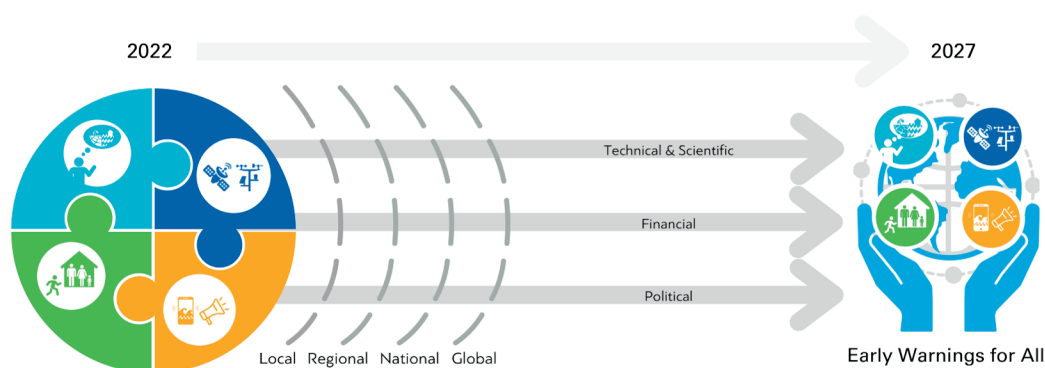 2022
2027
Technical & Scientific
Financial
Political
Local Regional National Global
Early Warnings for All